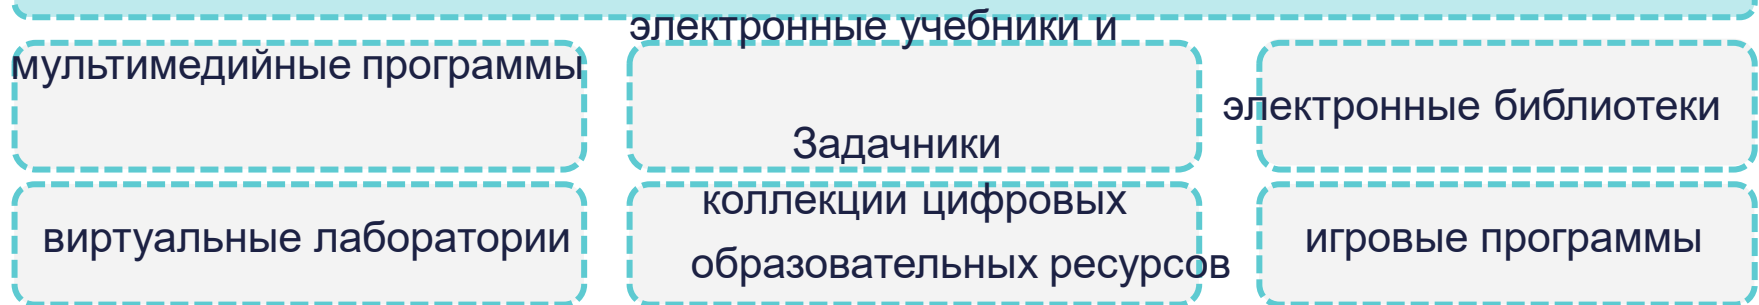 мультимедийные программы
электронные учебники и
Задачники
электронные библиотеки
виртуальные лаборатории
коллекции цифровых
образовательных ресурсов
игровые программы